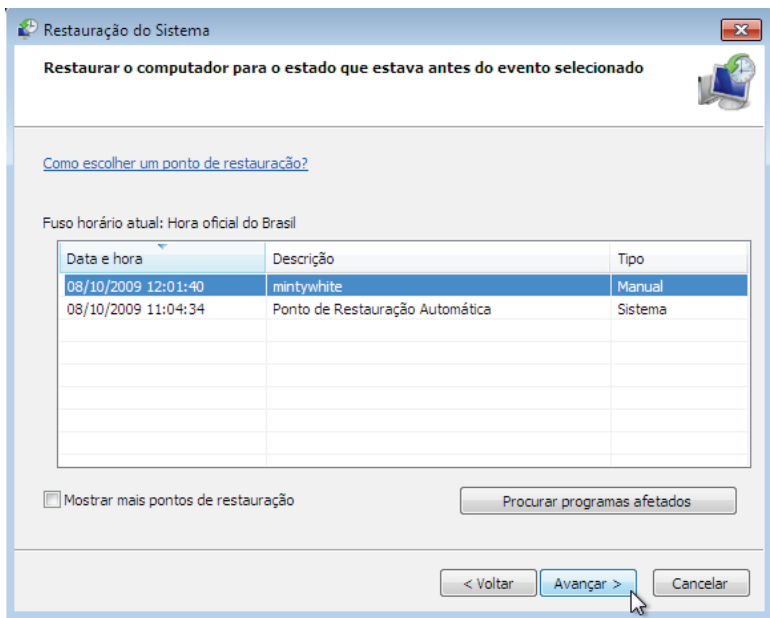 Restauração do Sistema
Restaurar o computador para o estado que estava antes do evento selecionado
Como escolher um ponto de restauração?
Fuso horário atual: Hora oficial do Brasil
Data e hora Descrição Tipo
08/10/2009 12:01:40 mintywhite Manual
08/10/2009 11:04:34 Ponto de Restauração Automática Sistema
Mostrar mais pontos de restauração Procurar programas afetados
< Voltar Avançar > Cancelar